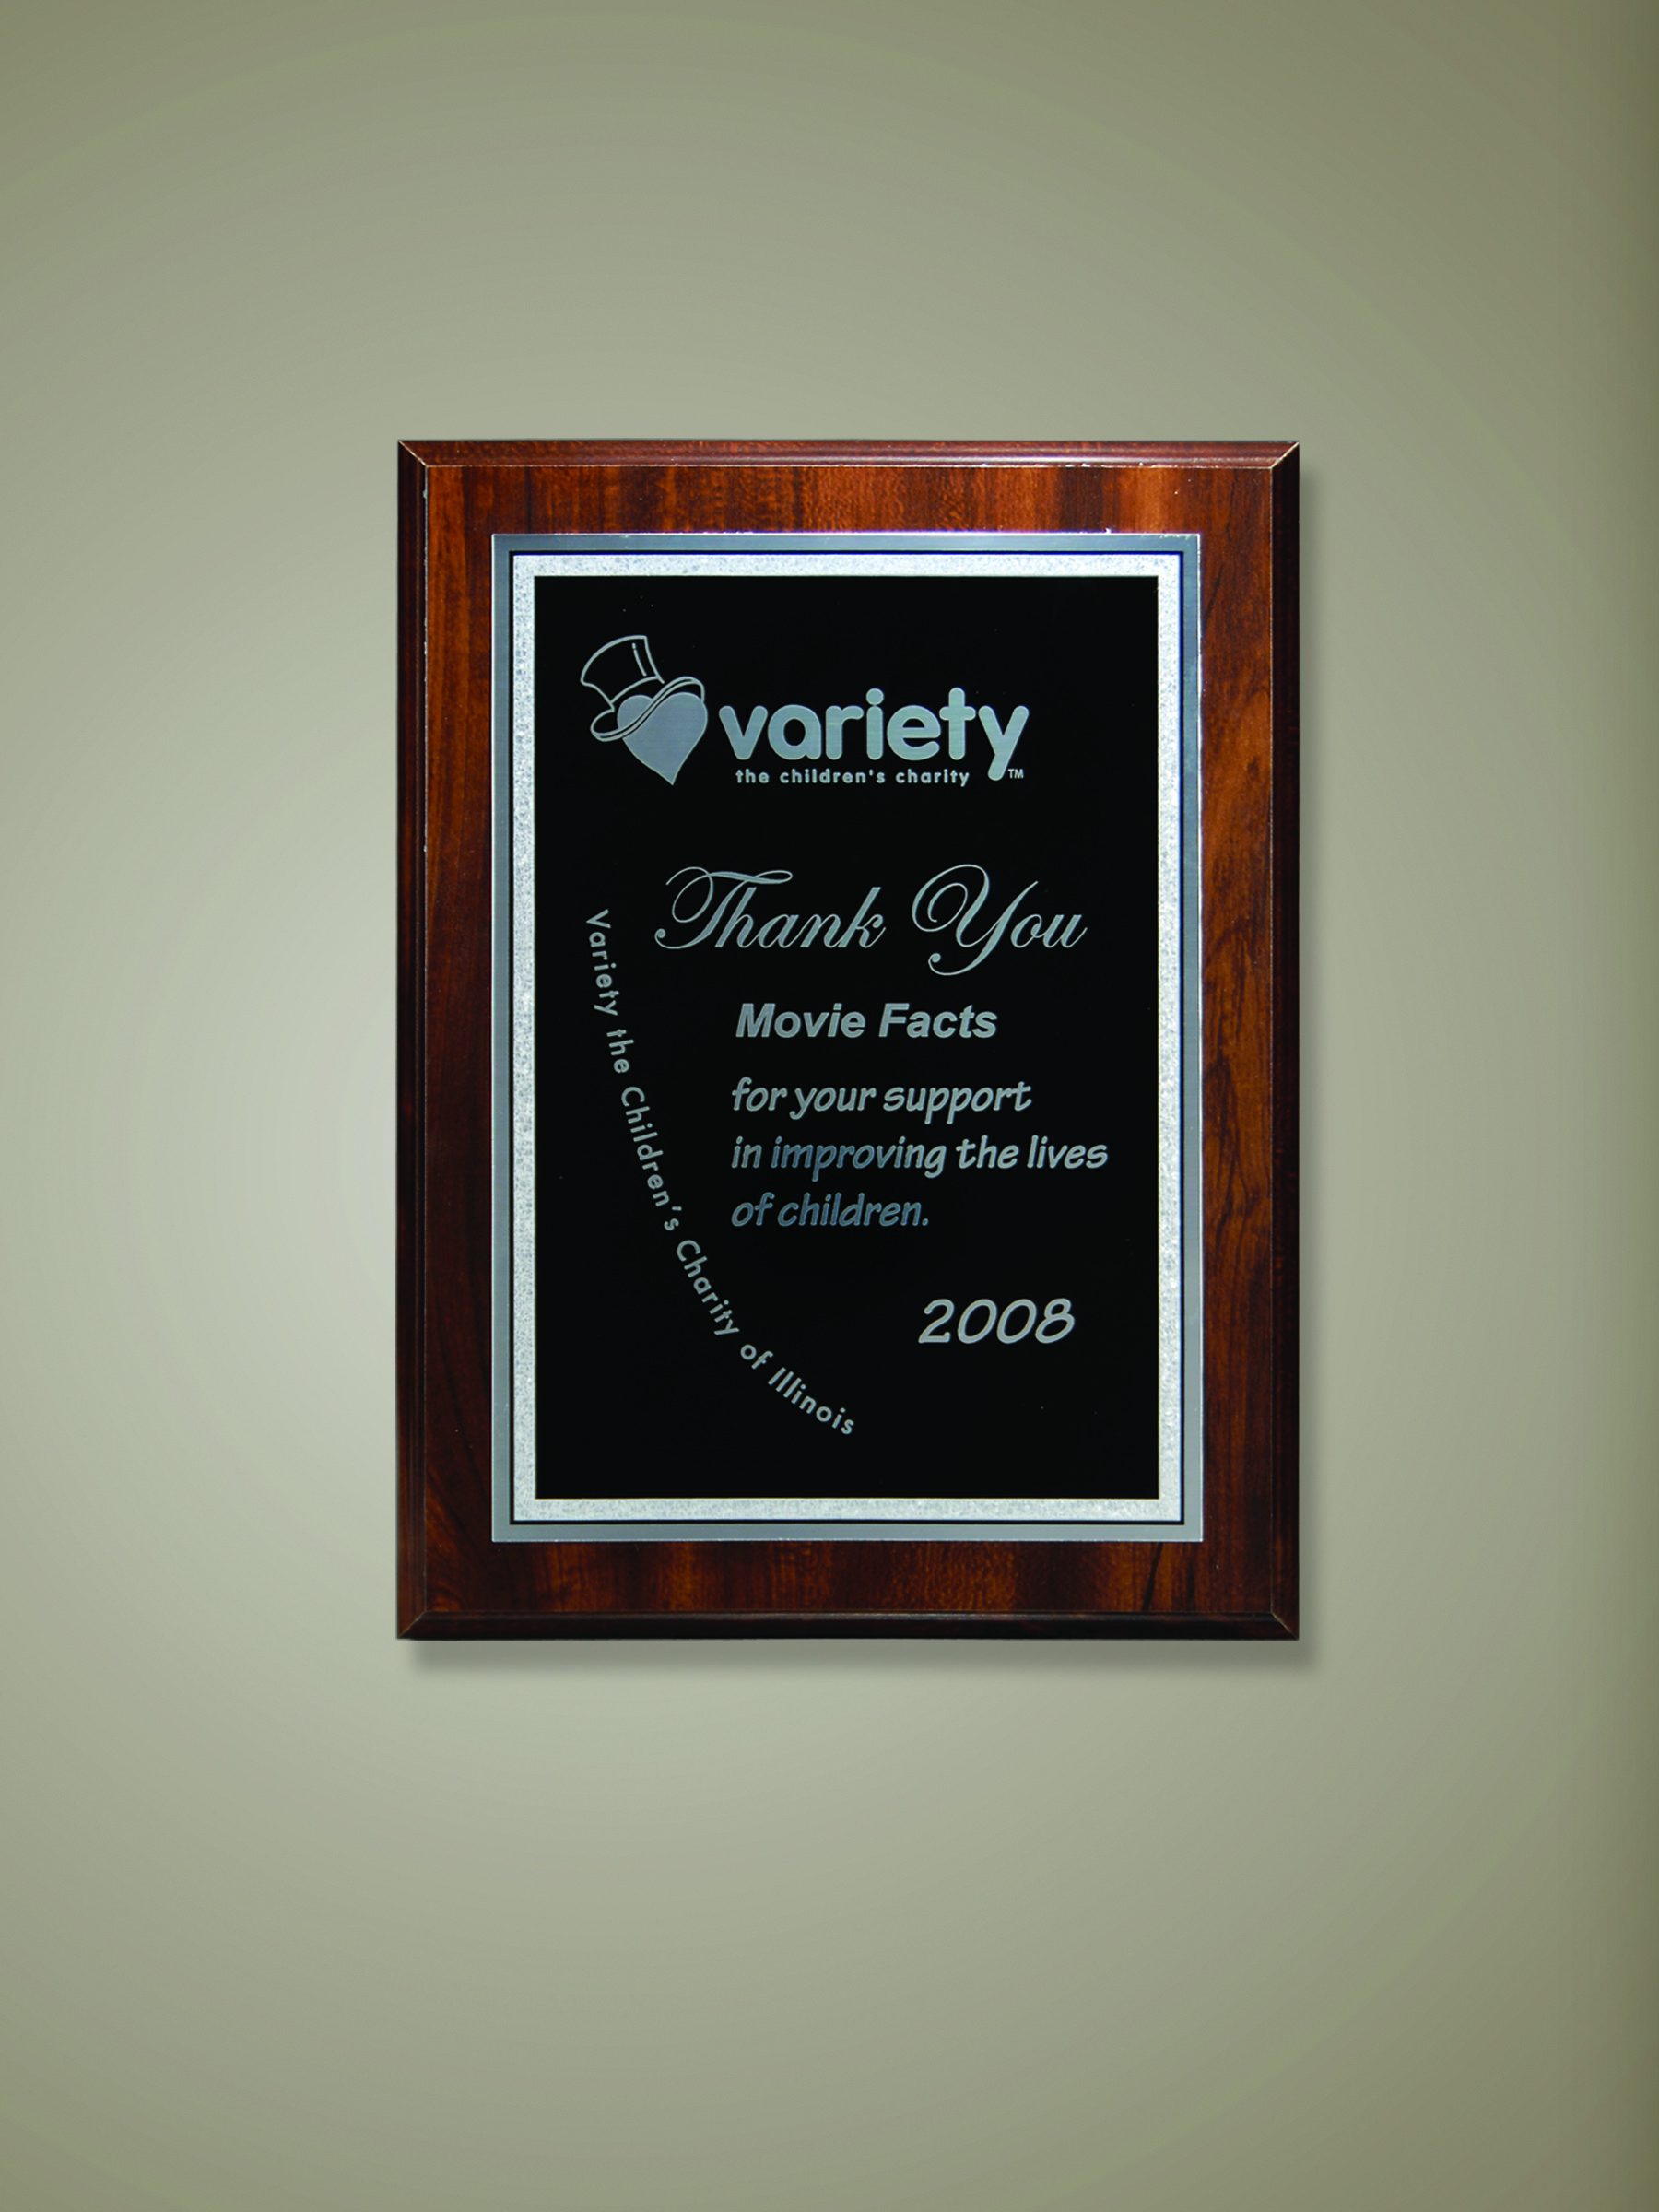 variety
the children's charity TM
Thank You
Movie Facts
for your support
in improving the lives
of children.
Variety the Children's Charity of Illinois
2008